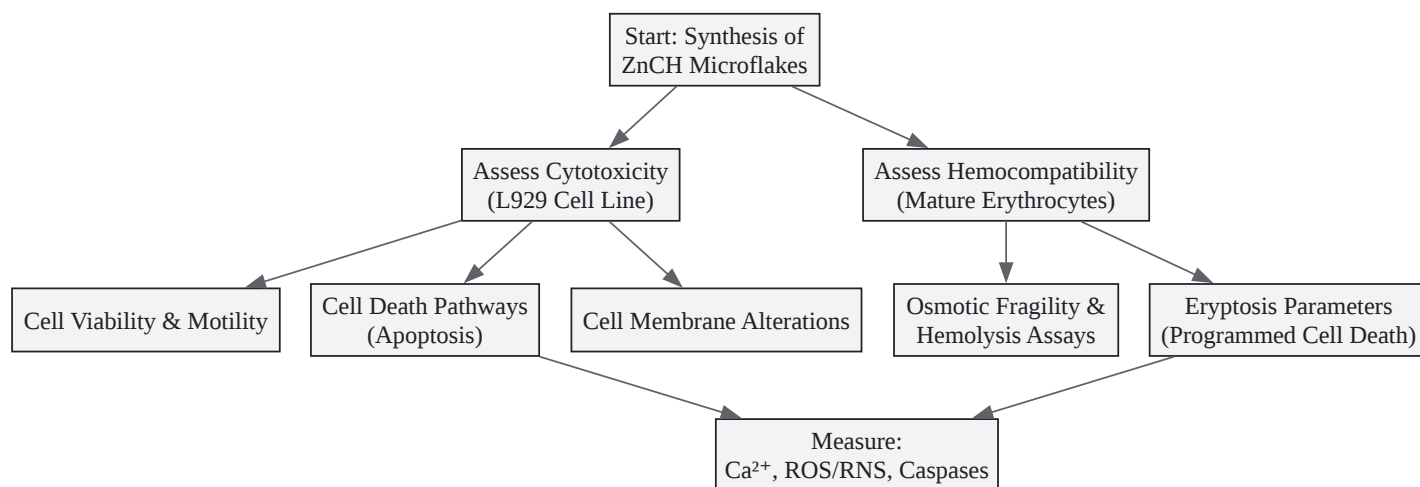 Start: Synthesis of
ZnCH Microflakes
Assess Cytotoxicity
(L929 Cell Line)
Assess Hemocompatibility
(Mature Erythrocytes)
Cell Viability & Motility
Cell Death Pathways
(Apoptosis)
Cell Membrane Alterations
Osmotic Fragility &
Hemolysis Assays
Eryptosis Parameters
(Programmed Cell Death)
Measure:
Ca²⁺, ROS/RNS, Caspases